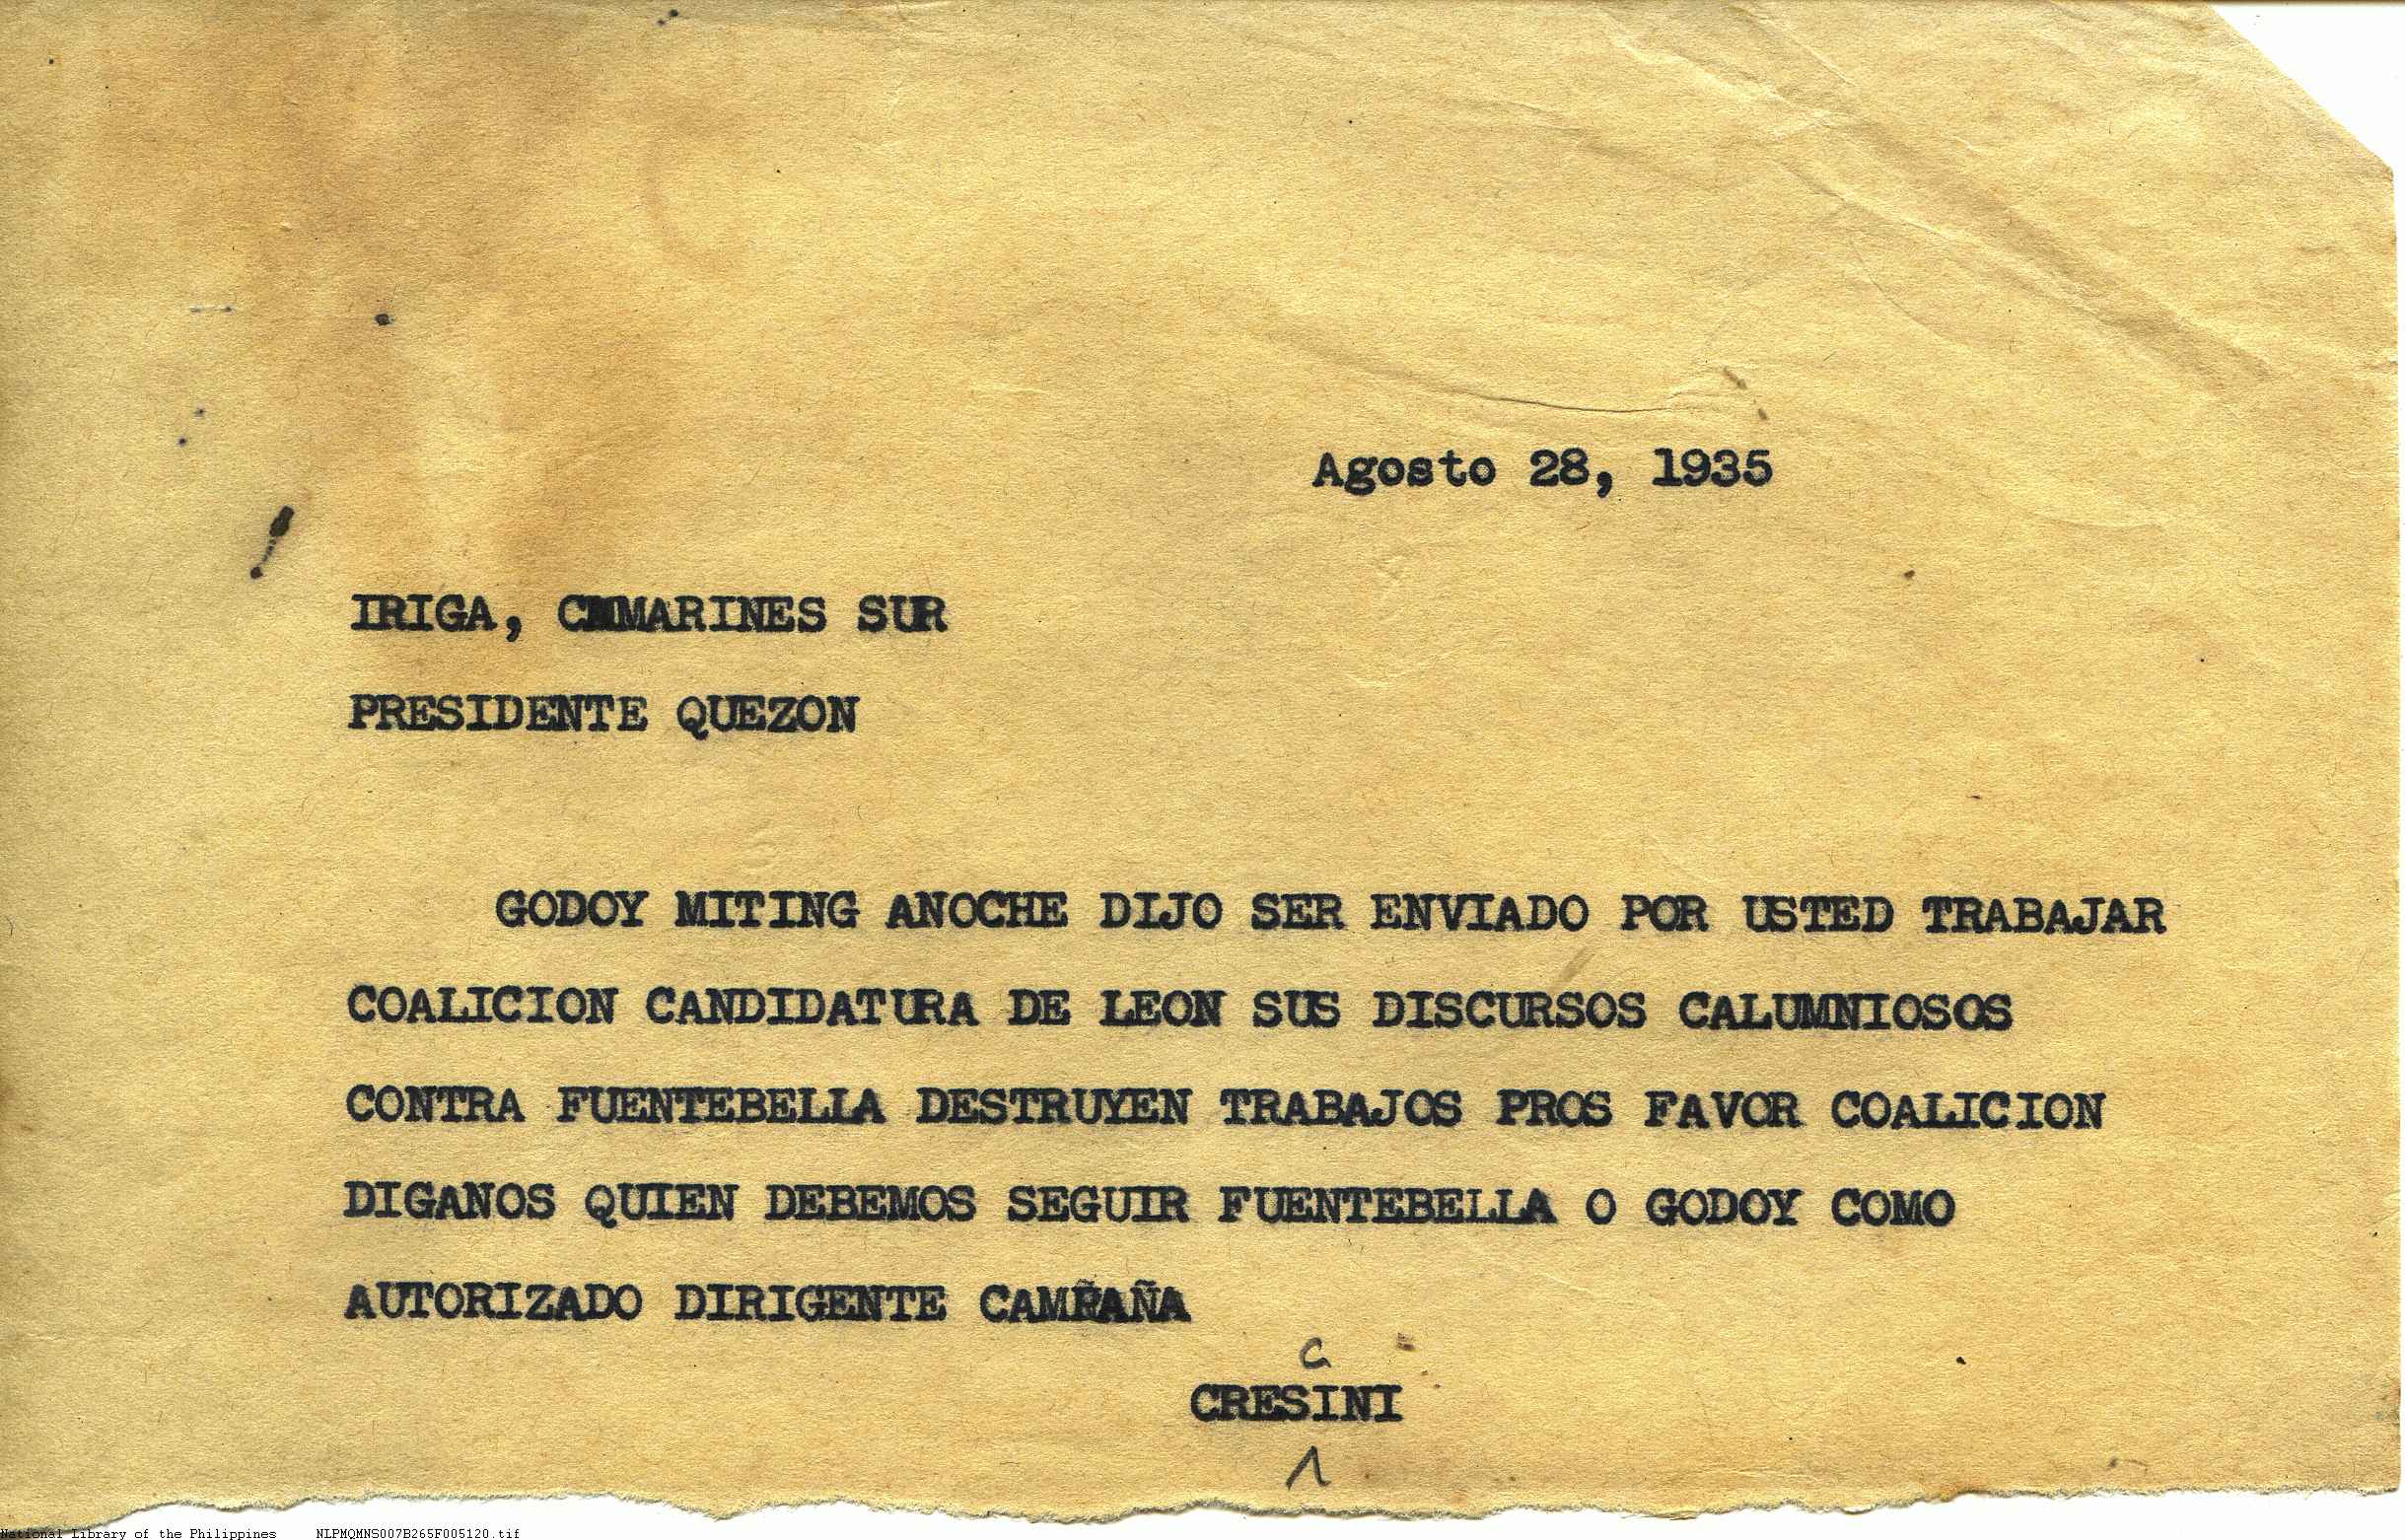 Agosto 28, 1935
IRIGA, CAMARINES SUR
PRESIDENTE QUEZON
GODOY MITING ANOCHE DIJO SER ENVIADO POR USTED TRABAJAR
COALICION CANDIDATURA DE LEON SUS DISCURSOS CALUMNIOSOS
CONTRA FUENTEBELLA DESTRUYEN TRABAJOS PROS FAVOR COALICION
DIGANOS QUIEN DEBEMOS SEGUIR FUENTEBELLA O GODOY COMO
AUTORIZADO DIRIGENTE CAMPAÑA
c
CRESINI
National Library of the Philippines NLPMQMNS007B265F005120.tif